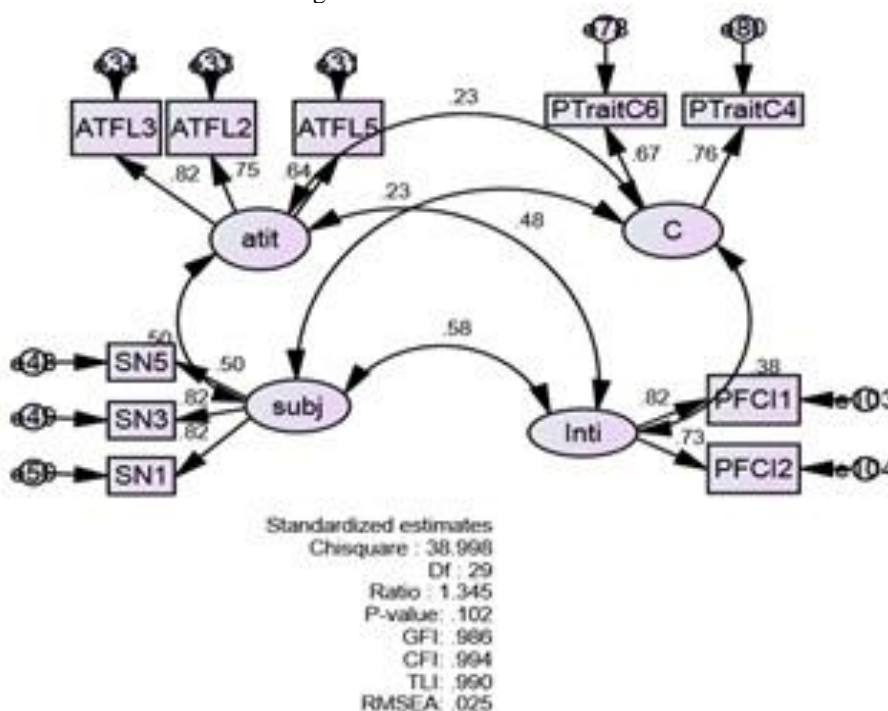 ATFL3 ATFL2 ATFL5 PTraitC6 PTraitC4
.82 .75 .64 .23 .67 .76
atit .23 .48 C
.50 .50 .58 .38
SN5
SN3 .82 subj Inti .82 PFCI1
SN1 .82 .73 PFCI2
Standardized estimates
Chisquare : 38.998
Df : 29
Ratio : 1.345
P-value: .102
GFI: .986
CFI: .994
TLI: .990
RMSEA: .025